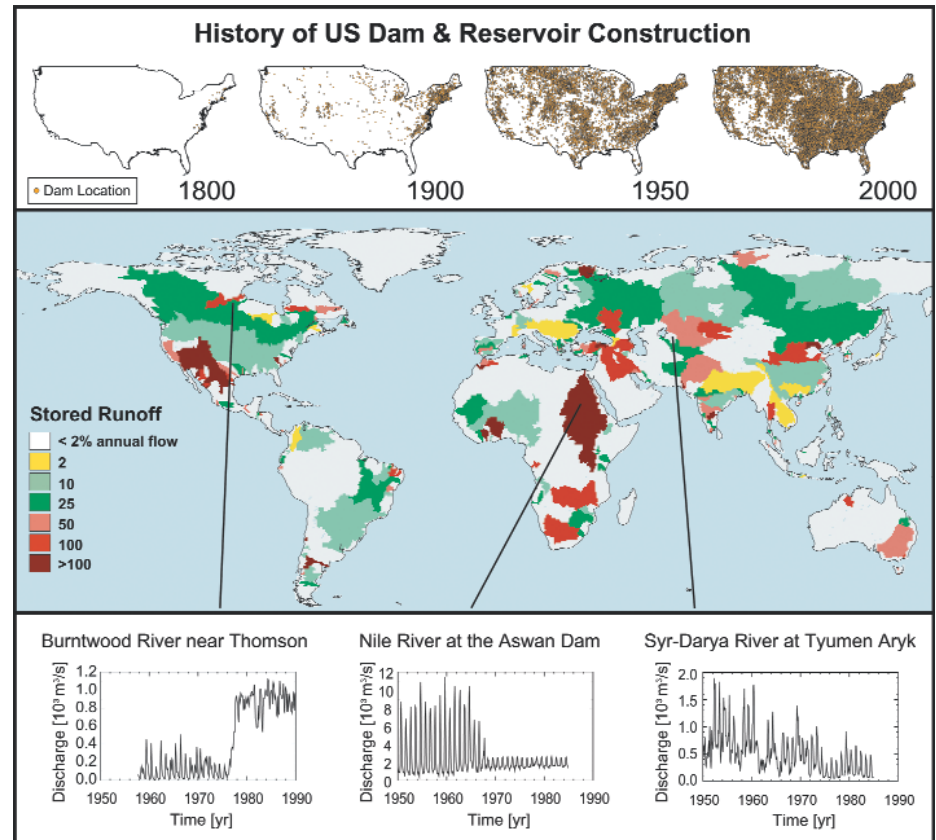 History of US Dam & Reservoir Construction
Dam Location
1800
1900
1950
2000
Stored Runoff
< 2% annual flow
2
10
25
50
100
>100
Burntwood River near Thomson
Discharge [10³ m³/s]
1.2
1.0
0.8
0.6
0.4
0.2
0.0
1950 1960 1970 1980 1990
Time [yr]
Nile River at the Aswan Dam
Discharge [10³ m³/s]
12
10
8
6
4
2
0
1950 1960 1970 1980 1990
Time [yr]
Syr-Darya River at Tyumen Aryk
Discharge [10³ m³/s]
2.0
1.5
1.0
0.5
0.0
1950 1960 1970 1980 1990
Time [yr]